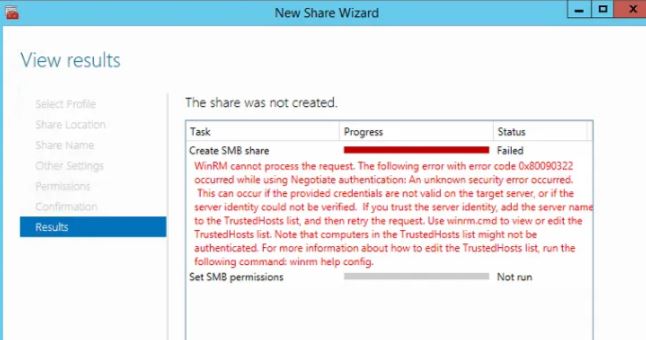 New Share Wizard
View results
Select Profile
Share Location
Share Name
Other Settings
Permissions
Confirmation
Results
The share was not created.
Task Progress Status
Create SMB share Failed
WinRM cannot process the request. The following error with error code 0x80090322
occurred while using Negotiate authentication: An unknown security error occurred.
This can occur if the provided credentials are not valid on the target server, or if the
server identity could not be verified. If you trust the server identity, add the server name
to the TrustedHosts list, and then retry the request. Use winrm.cmd to view or edit the
TrustedHosts list. Note that computers in the TrustedHosts list might not be
authenticated. For more information about how to edit the TrustedHosts list, run the
following command: winrm help config.
Set SMB permissions Not run